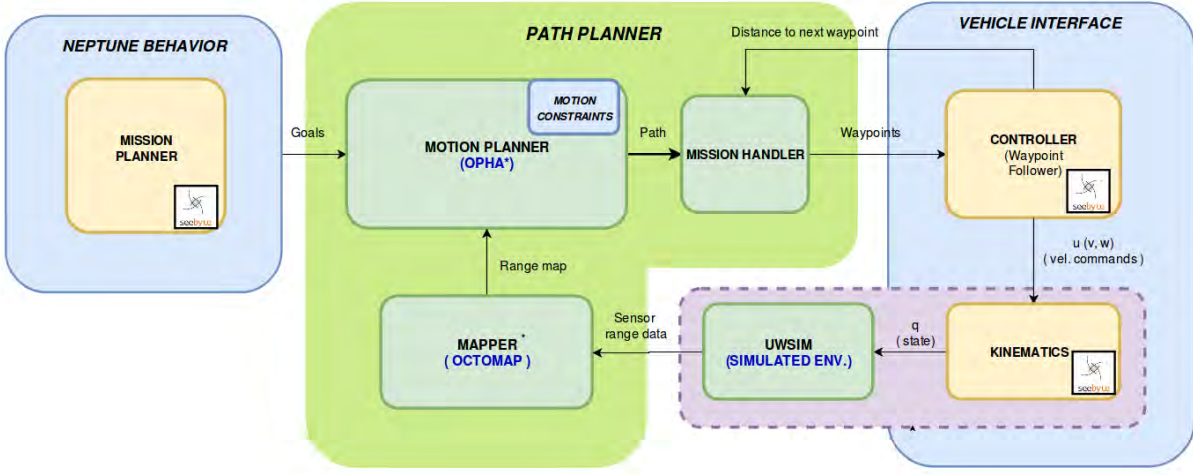 NEPTUNE BEHAVIOR
MISSION
PLANNER
seebyte
Goals
PATH PLANNER
MOTION
CONSTRAINTS
MOTION PLANNER
(OPHA*)
Path
MISSION HANDLER
Distance to next waypoint
Waypoints
VEHICLE INTERFACE
CONTROLLER
(Waypoint
Follower)
seebyte
u (v, w)
( vel. commands )
Range map
MAPPER *
( OCTOMAP )
Sensor
range data
UWSIM
(SIMULATED ENV.)
q
( state)
KINEMATICS
seebyte